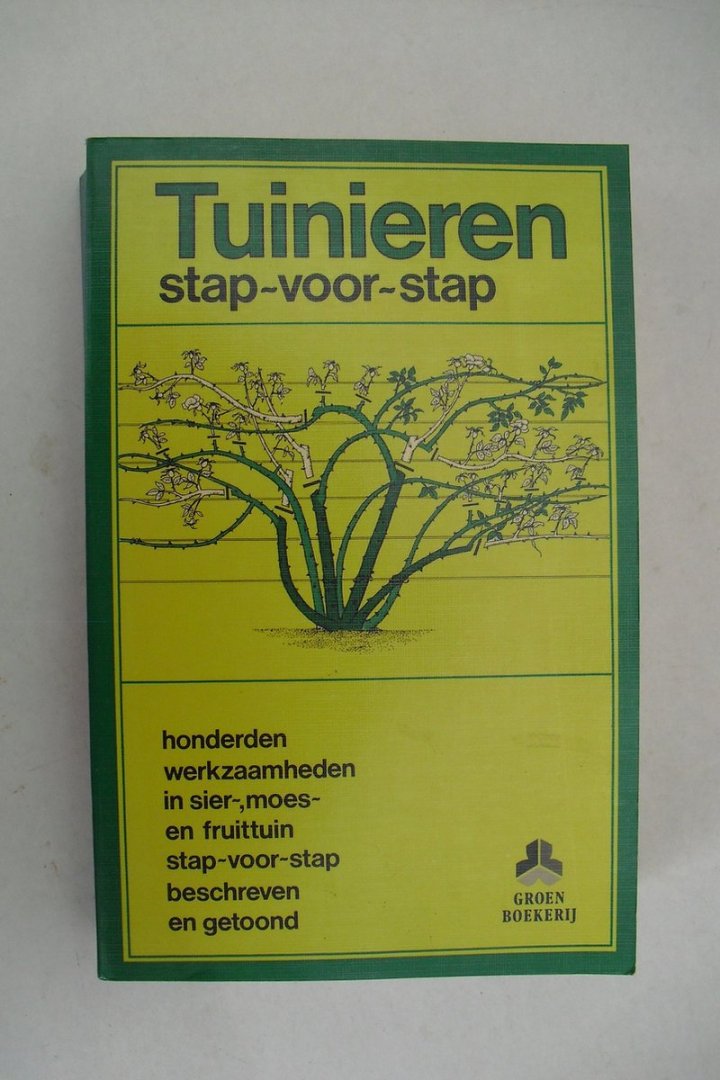 Tuinieren
stap-voor-stap
honderden
werkzaamheden
in sier-,moes-
en fruittuin
stap-voor-stap
beschreven
en getoond
GROEN
BOEKERIJ